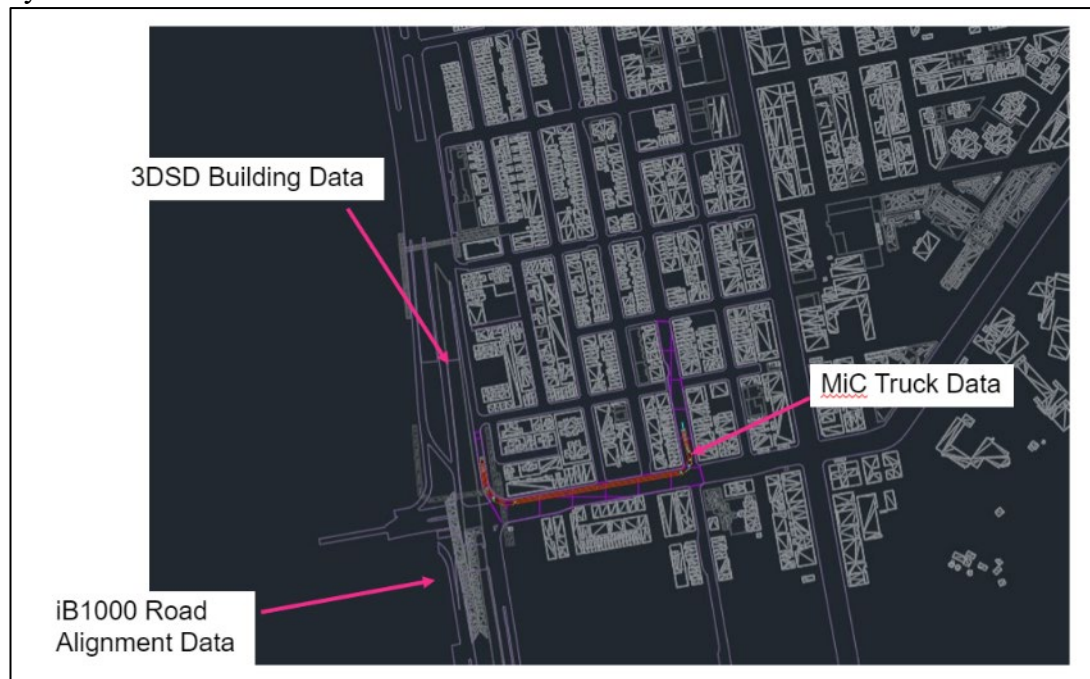 3DSD Building Data
MiC Truck Data
iB1000 Road
Alignment Data